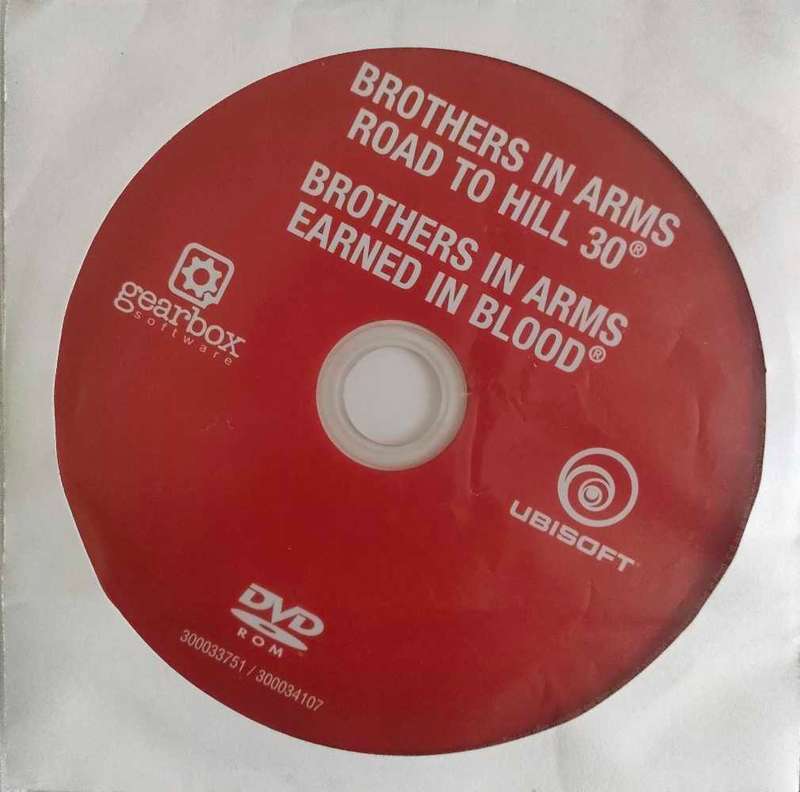 BROTHERS IN ARMS
ROAD TO HILL 30®
BROTHERS IN ARMS
EARNED IN BLOOD®
gearbox
software
UBISOFT
DVD
ROM
300033751 / 300034107